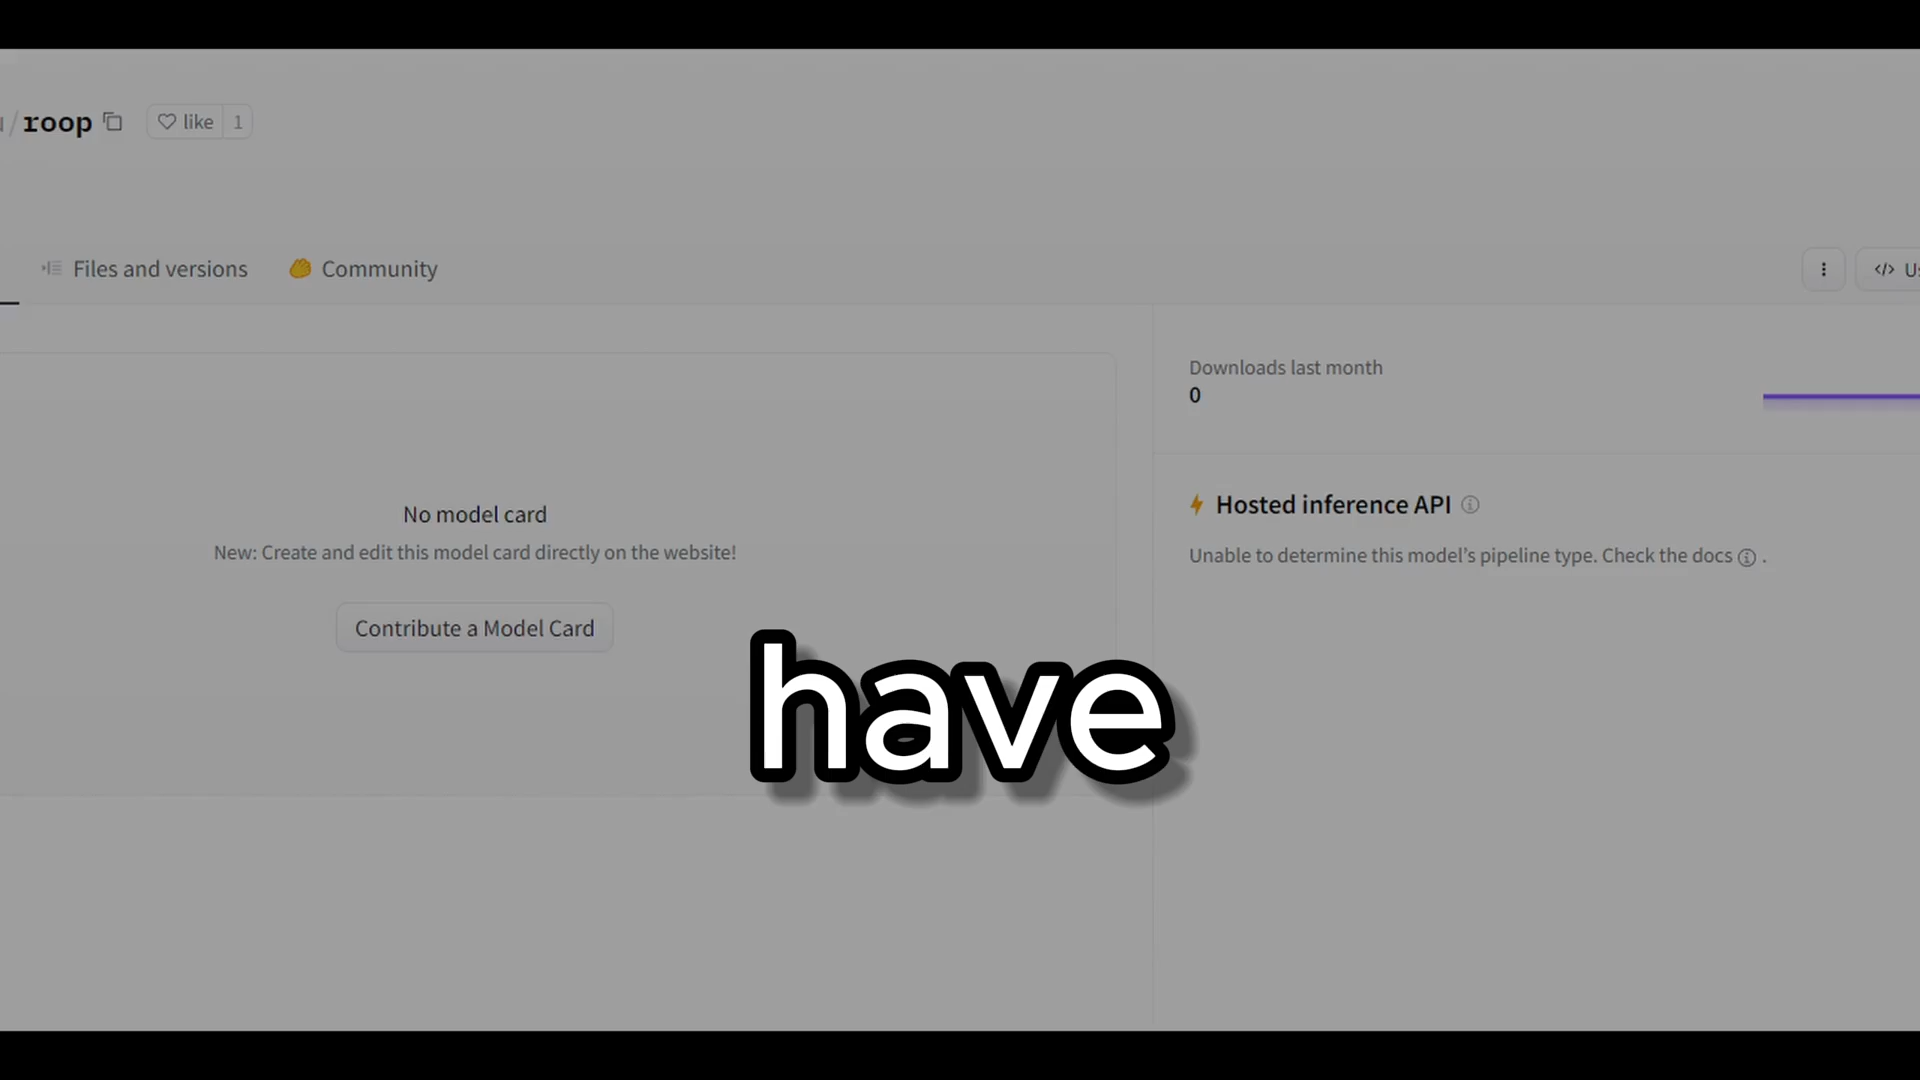 /roop like 1
Files and versions Community
Downloads last month
0
No model card
New: Create and edit this model card directly on the website!
Contribute a Model Card
Hosted inference API
Unable to determine this model's pipeline type. Check the docs .
have